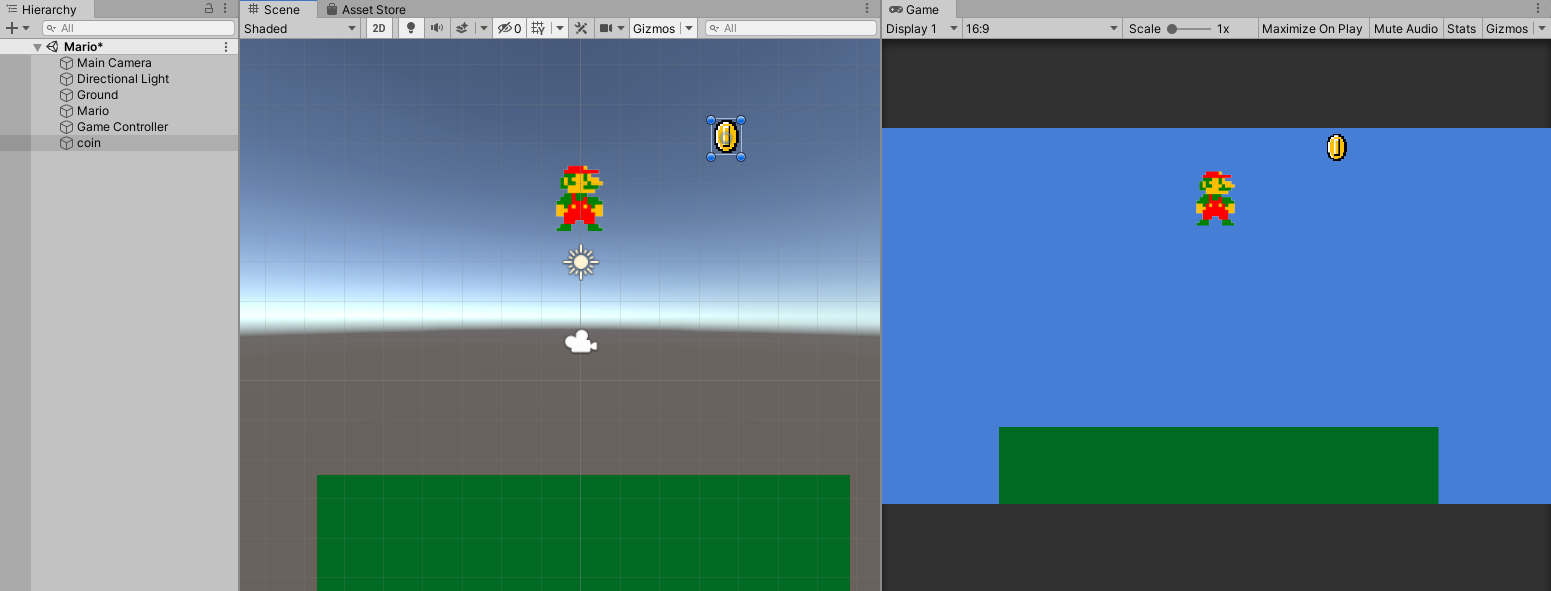 Hierarchy
All
Mario*
Main Camera
Directional Light
Ground
Mario
Game Controller
coin
Scene Asset Store
Shaded 2D 0 Gizmos All
Game
Display 1 16:9 Scale 1x Maximize On Play Mute Audio Stats Gizmos